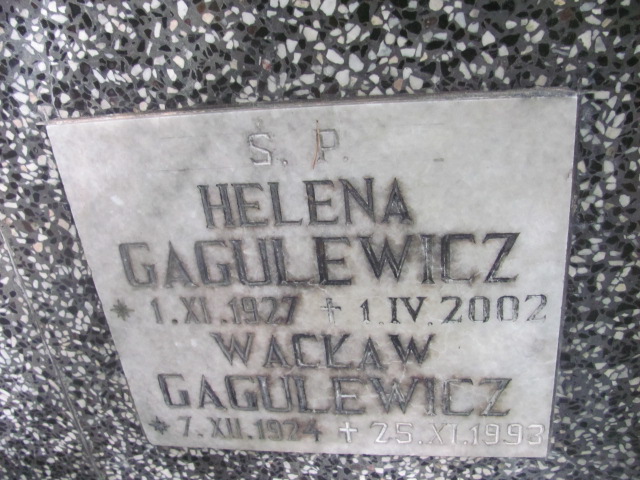 S. P.
HELENA
GAGULEWICZ
* 1.XI.1927 + 1.IV.2002
WACŁAW
GAGULEWICZ
* 7.XII.1924 + 25.XI.1993